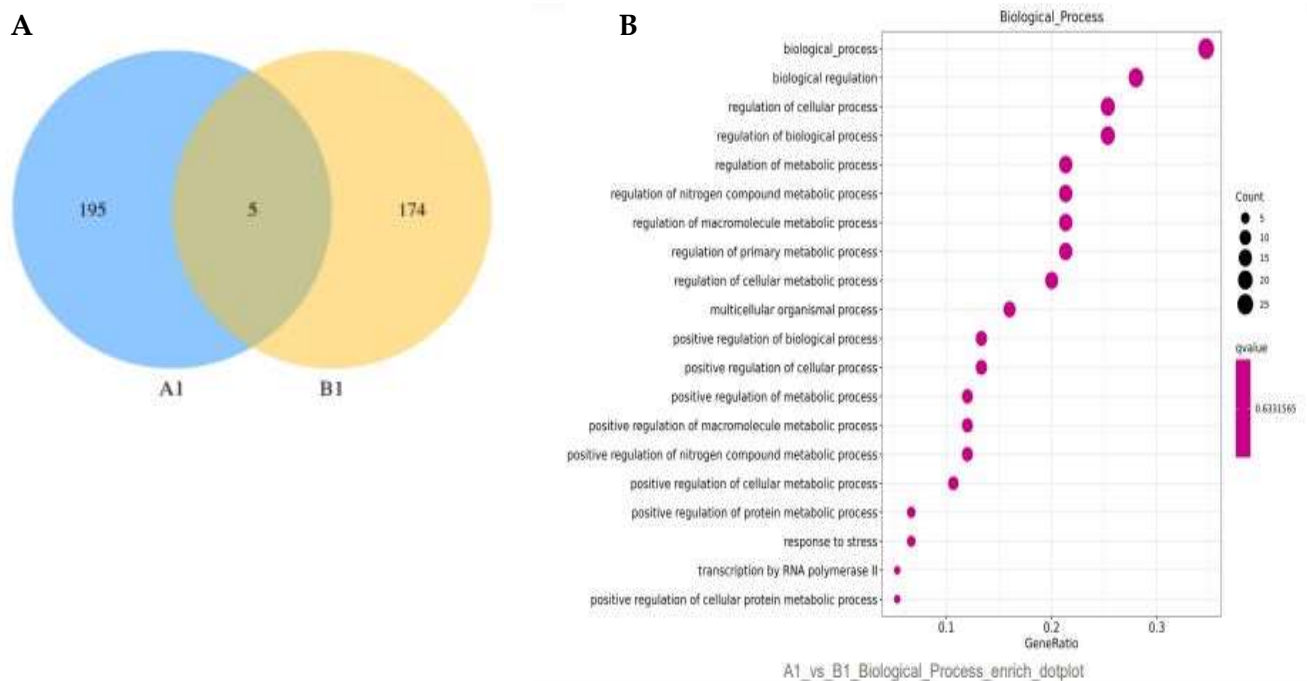 A
195
5
174
A1
B1
B
Biological_Process
biological_process
biological regulation
regulation of cellular process
regulation of biological process
regulation of metabolic process
regulation of nitrogen compound metabolic process
regulation of macromolecule metabolic process
regulation of primary metabolic process
regulation of cellular metabolic process
multicellular organismal process
positive regulation of biological process
positive regulation of cellular process
positive regulation of metabolic process
positive regulation of macromolecule metabolic process
positive regulation of nitrogen compound metabolic process
positive regulation of cellular metabolic process
positive regulation of protein metabolic process
response to stress
transcription by RNA polymerase II
positive regulation of cellular protein metabolic process
0.1
0.2
0.3
GeneRatio
Count
5
10
15
20
25
qvalue
0.6331565
A1_vs_B1_Biological_Process_enrich_dotplot